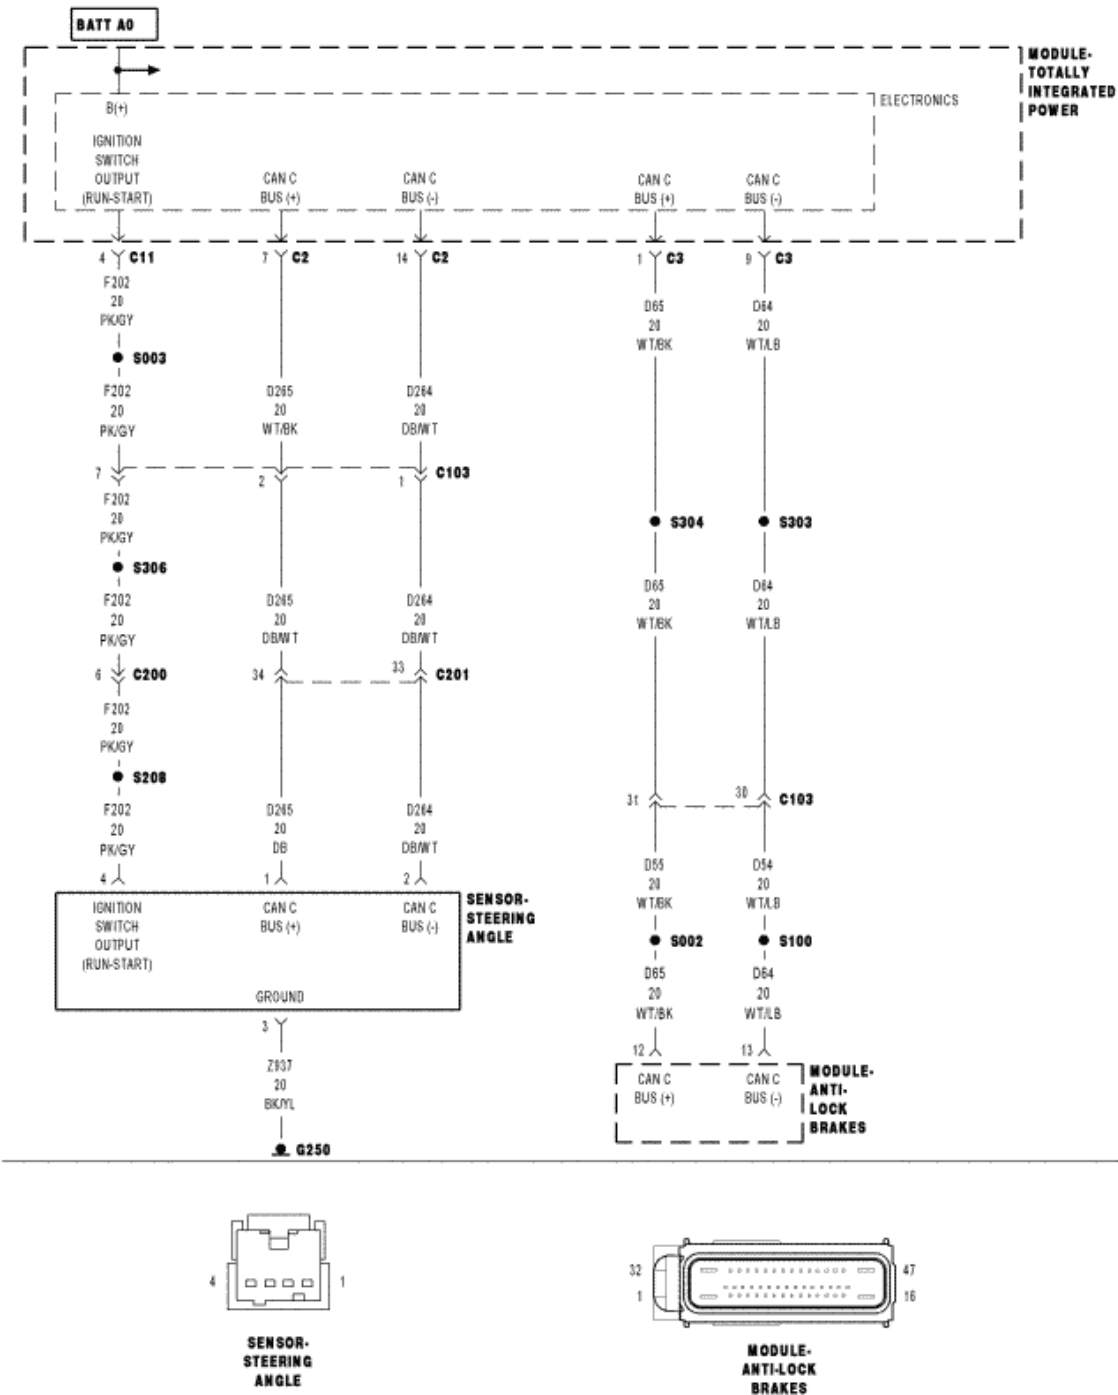 BATT A0
MODULE-
TOTALLY
INTEGRATED
POWER
ELECTRONICS
B(+)
IGNITION
SWITCH
OUTPUT
(RUN-START)
CAN C
BUS (+)
CAN C
BUS (-)
CAN C
BUS (+)
CAN C
BUS (-)
4 C11
7 C2
14 C2
1 C3
9 C3
F202
20
PK/GY
D65
20
WT/BK
D64
20
WT/LB
S003
F202
20
PK/GY
D265
20
WT/BK
D264
20
DB/WT
7
2
1
C103
F202
20
PK/GY
S304
S303
S306
F202
20
PK/GY
D265
20
DB/WT
D264
20
DB/WT
D65
20
WT/BK
D64
20
WT/LB
6 C200
34
33
C201
F202
20
PK/GY
S208
31
30
C103
F202
20
PK/GY
D265
20
DB
D264
20
DB/WT
D55
20
WT/BK
D54
20
WT/LB
4
1
2
IGNITION
SWITCH
OUTPUT
(RUN-START)
CAN C
BUS (+)
CAN C
BUS (-)
SENSOR-
STEERING
ANGLE
GROUND
S002
S100
D65
20
WT/BK
D64
20
WT/LB
3
12
13
Z937
20
BK/YL
G250
CAN C
BUS (+)
CAN C
BUS (-)
MODULE-
ANTI-
LOCK
BRAKES
4
1
SENSOR-
STEERING
ANGLE
32
1
47
16
MODULE-
ANTI-LOCK
BRAKES